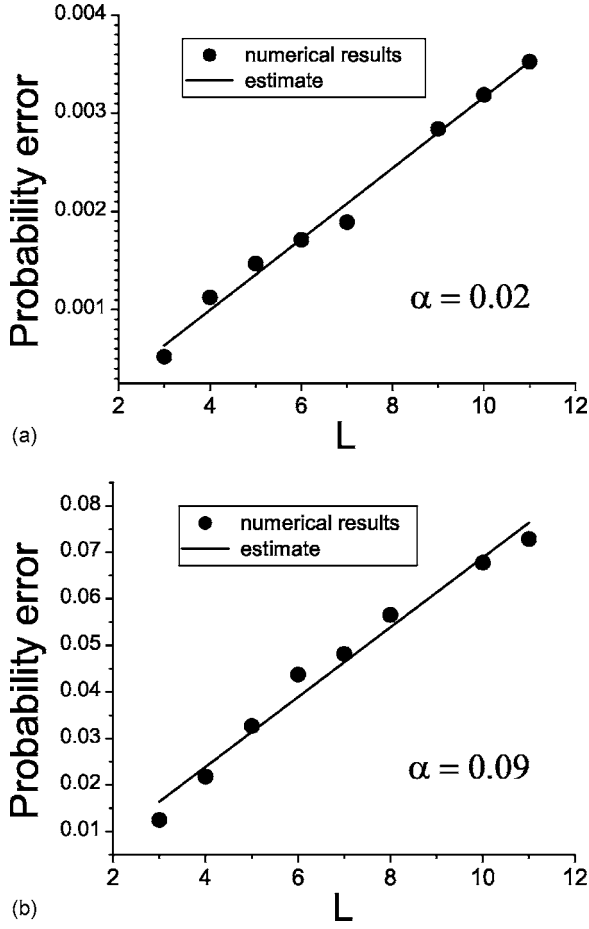 0.004
numerical results
estimate
0.003
0.002
0.001
Probability error
α = 0.02
2 4 6 8 10 12
(a)
L
0.08
numerical results
estimate
0.07
0.06
0.05
0.04
0.03
0.02
0.01
Probability error
α = 0.09
2 4 6 8 10 12
(b)
L